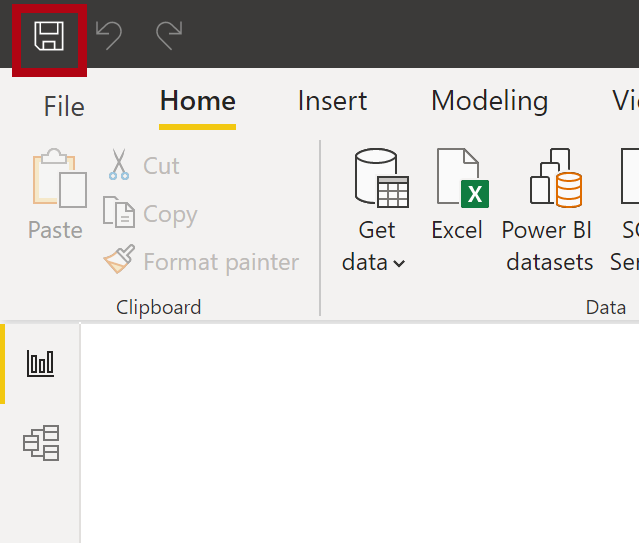 File
Home
Insert
Modeling
Vi
Paste
Cut
Copy
Format painter
Get
data
Excel
X
Power BI
datasets
Ser
Clipboard
Data